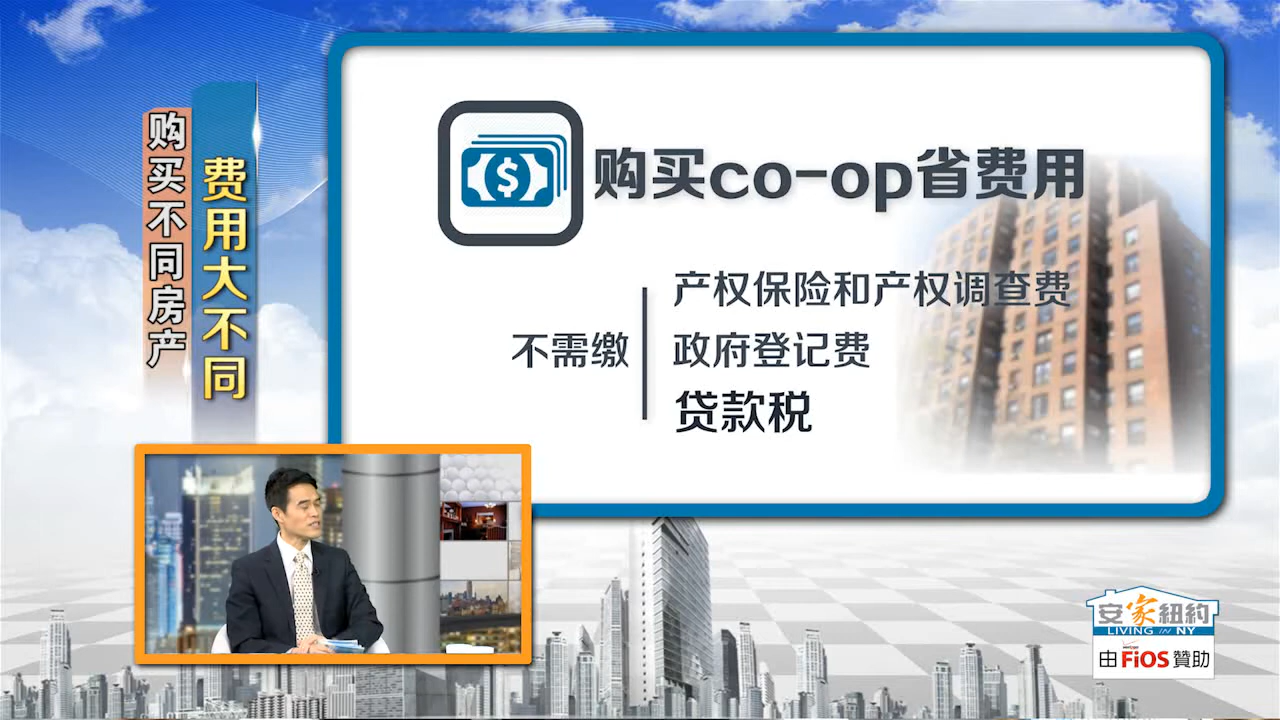 购买不同房产
费用大不同
$
购买co-op省费用
不需缴
产权保险和产权调查费
政府登记费
贷款税
安家紐約
LIVING IN NY
verizon
由FiOS贊助